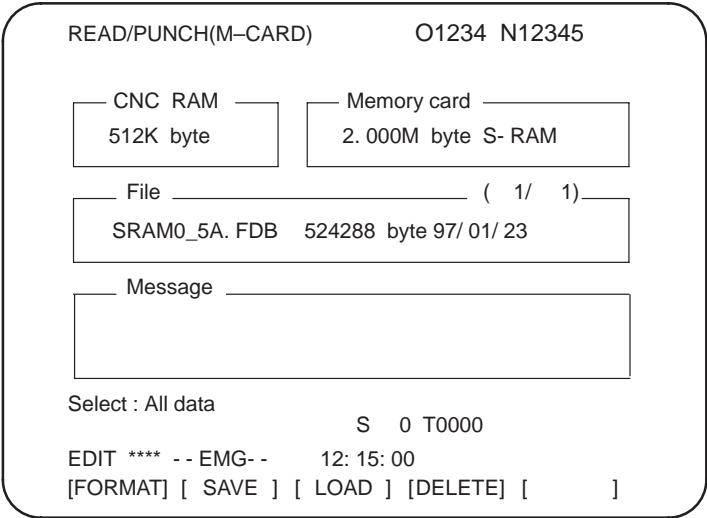 READ/PUNCH(M–CARD) O1234 N12345
CNC RAM Memory card
512K byte 2. 000M byte S- RAM
File ( 1/ 1)
SRAM0_5A. FDB 524288 byte 97/ 01/ 23
Message
Select : All data
S 0 T0000
EDIT **** - - EMG- - 12: 15: 00
[FORMAT] [ SAVE ] [ LOAD ] [DELETE] [ ]